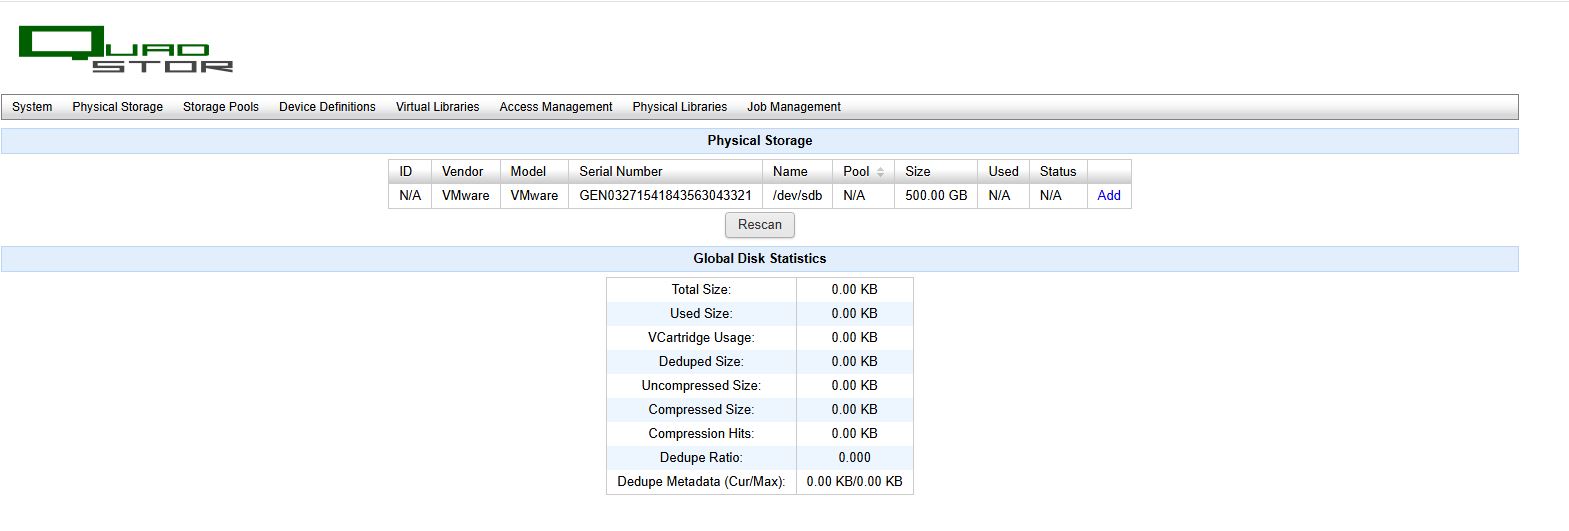 QUAD
STOR
System Physical Storage Storage Pools Device Definitions Virtual Libraries Access Management Physical Libraries Job Management
Physical Storage
ID Vendor Model Serial Number Name Pool Size Used Status
N/A VMware VMware GEN03271541843563043321 /dev/sdb N/A 500.00 GB N/A N/A Add
Rescan
Global Disk Statistics
Total Size: 0.00 KB
Used Size: 0.00 KB
VCartridge Usage: 0.00 KB
Deduped Size: 0.00 KB
Uncompressed Size: 0.00 KB
Compressed Size: 0.00 KB
Compression Hits: 0.00 KB
Dedupe Ratio: 0.000
Dedupe Metadata (Cur/Max): 0.00 KB/0.00 KB